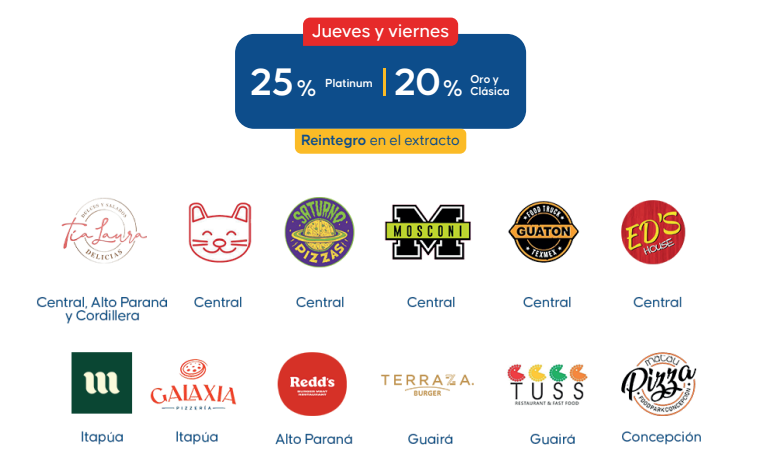 Jueves y viernes
25% Platinum
20% Oro y
Clásica
Reintegro en el extracto
DULCES Y SALADOS
Tía Laura
DELICIAS
SATURNO
PIZZAS
M
MOSCONI
FOOD TRUCK
GUATON
TEXMEX
ED'S
HOUSE
Central, Alto Paraná
y Cordillera
Central
Central
Central
Central
Central
m
GALAXIA
PIZZERÍA
Redd's
BURGER MEAT
RESTAURANT
TERRAZA.
BURGER
TUSS
RESTAURANT & FAST FOOD
MACAU
Pizza
FOODPARK CONCEPCIÓN
Itapúa
Itapúa
Alto Paraná
Guairá
Guairá
Concepción